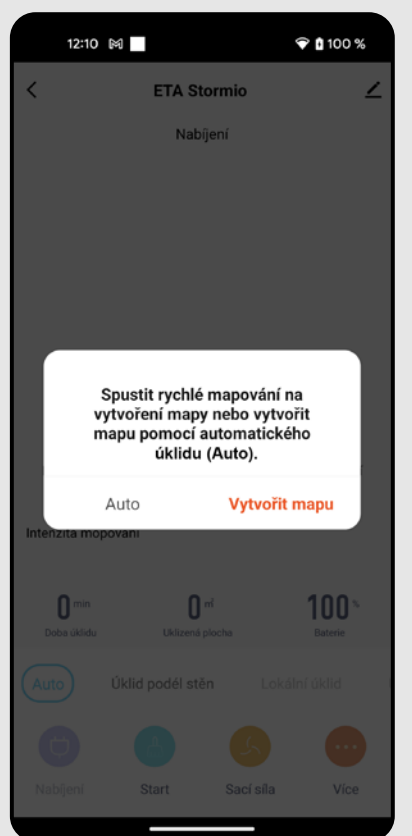 12:10
100 %
ETA Stormio
Nabíjení
Spustit rychlé mapování na
vytvoření mapy nebo vytvořit
mapu pomocí automatického
úklidu (Auto).
Auto
Vytvořit mapu
Intenzita mopování
0 min
0 m²
100 %
Doba úklidu
Uklizená plocha
Baterie
Auto
Úklid podél stěn
Lokální úklid
Nabíjení
Start
Sací síla
Více